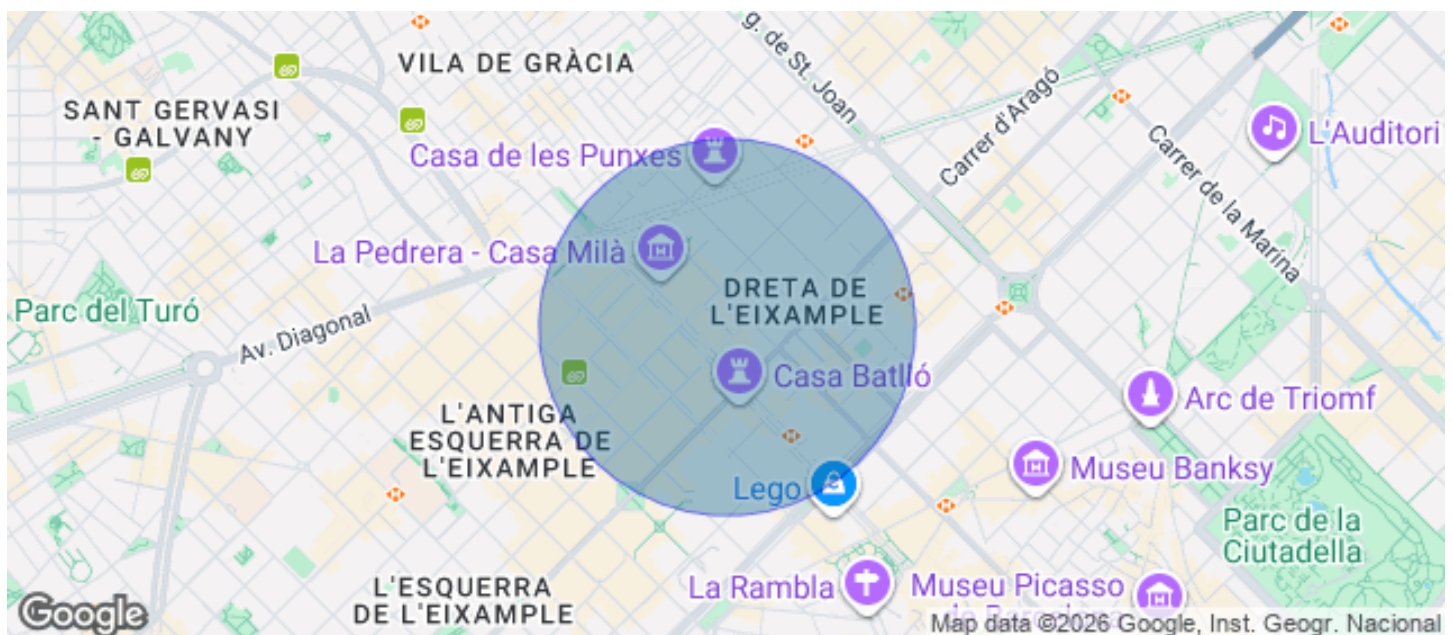 g. de St. Joan
VILA DE GRÀCIA
Carrer d'Aragó
SANT GERVASI
- GALVANY
L'Auditori
Casa de les Punxes
Carrer de la Marina
La Pedrera - Casa Milà
DRETA DE
L'EIXAMPLE
Parc del Turó
Av. Diagonal
Casa Batlló
Arc de Triomf
L'ANTIGA
ESQUERRA DE
L'EIXAMPLE
Museu Banksy
Lego
Parc de la
Ciutadella
L'ESQUERRA
DE L'EIXAMPLE
La Rambla
Museu Picasso
de Barcelona
Google
Map data ©2026 Google, Inst. Geogr. Nacional